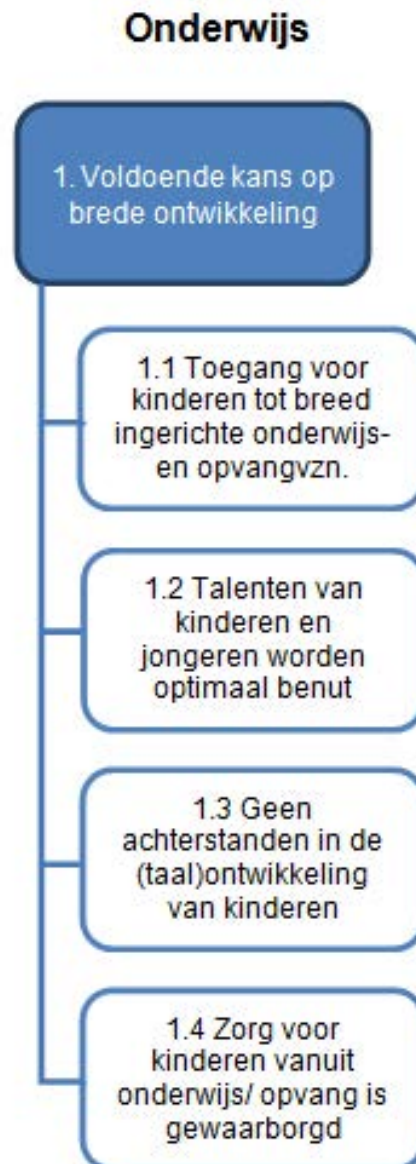 Onderwijs
1. Voldoende kans op
brede ontwikkeling
1.1 Toegang voor
kinderen tot breed
ingerichte onderwijs-
en opvangvzn.
1.2 Talenten van
kinderen en
jongeren worden
optimaal benut
1.3 Geen
achterstanden in de
(taal)ontwikkeling
van kinderen
1.4 Zorg voor
kinderen vanuit
onderwijs/ opvang is
gewaarborgd